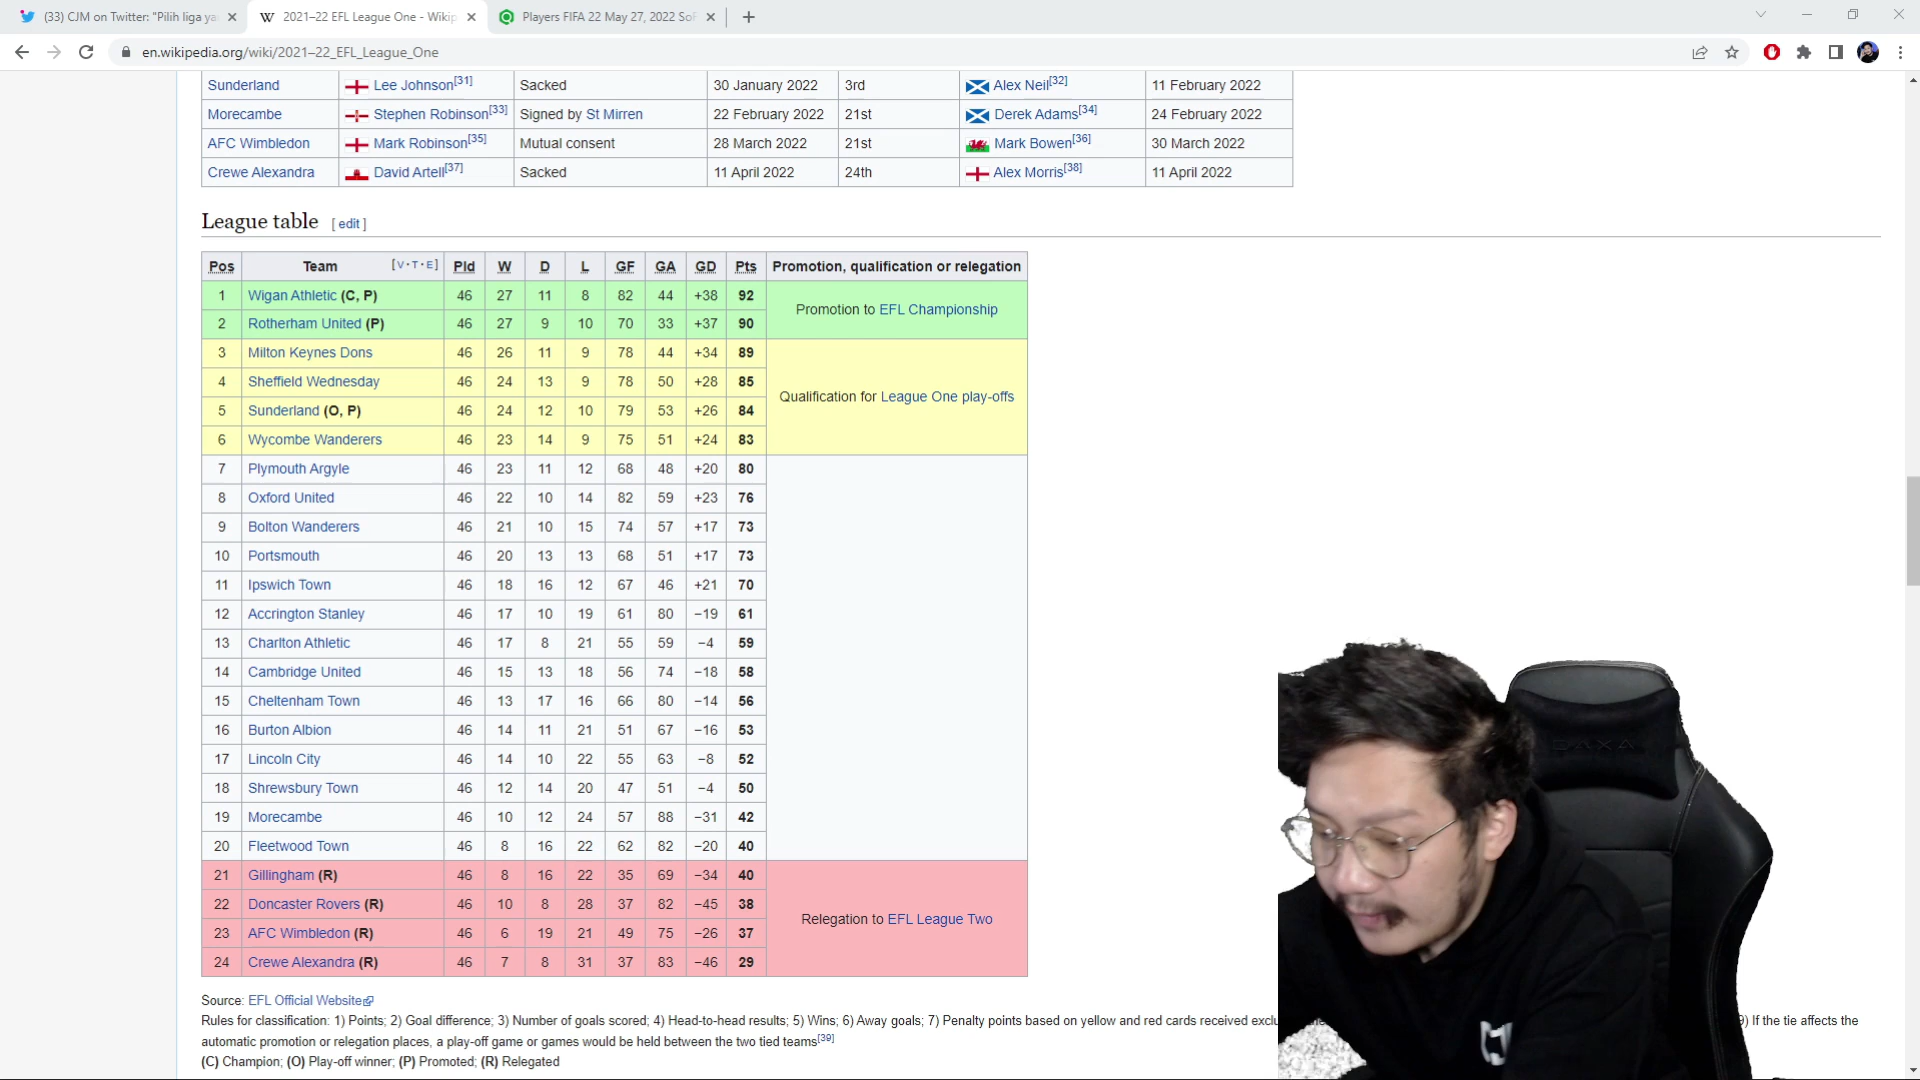 (33) CJM on Twitter: "Pilih liga ya
2021–22 EFL League One - Wikip
Players FIFA 22 May 27, 2022 SoF
en.wikipedia.org/wiki/2021–22_EFL_League_One
Sunderland Lee Johnson[31] Sacked 30 January 2022 3rd Alex Neil[32] 11 February 2022
Morecambe Stephen Robinson[33] Signed by St Mirren 22 February 2022 21st Derek Adams[34] 24 February 2022
AFC Wimbledon Mark Robinson[35] Mutual consent 28 March 2022 21st Mark Bowen[36] 30 March 2022
Crewe Alexandra David Artell[37] Sacked 11 April 2022 24th Alex Morris[38] 11 April 2022
League table [ edit ]
Pos Team [V·T·E] Pld W D L GF GA GD Pts Promotion, qualification or relegation
1 Wigan Athletic (C, P) 46 27 11 8 82 44 +38 92 Promotion to EFL Championship
2 Rotherham United (P) 46 27 9 10 70 33 +37 90
3 Milton Keynes Dons 46 26 11 9 78 44 +34 89 Qualification for League One play-offs
4 Sheffield Wednesday 46 24 13 9 78 50 +28 85
5 Sunderland (O, P) 46 24 12 10 79 53 +26 84
6 Wycombe Wanderers 46 23 14 9 75 51 +24 83
7 Plymouth Argyle 46 23 11 12 68 48 +20 80
8 Oxford United 46 22 10 14 82 59 +23 76
9 Bolton Wanderers 46 21 10 15 74 57 +17 73
10 Portsmouth 46 20 13 13 68 51 +17 73
11 Ipswich Town 46 18 16 12 67 46 +21 70
12 Accrington Stanley 46 17 10 19 61 80 −19 61
13 Charlton Athletic 46 17 8 21 55 59 −4 59
14 Cambridge United 46 15 13 18 56 74 −18 58
15 Cheltenham Town 46 13 17 16 66 80 −14 56
16 Burton Albion 46 14 11 21 51 67 −16 53
17 Lincoln City 46 14 10 22 55 63 −8 52
18 Shrewsbury Town 46 12 14 20 47 51 −4 50
19 Morecambe 46 10 12 24 57 88 −31 42
20 Fleetwood Town 46 8 16 22 62 82 −20 40
21 Gillingham (R) 46 8 16 22 35 69 −34 40 Relegation to EFL League Two
22 Doncaster Rovers (R) 46 10 8 28 37 82 −45 38
23 AFC Wimbledon (R) 46 6 19 21 49 75 −26 37
24 Crewe Alexandra (R) 46 7 8 31 37 83 −46 29
Source: EFL Official Website
Rules for classification: 1) Points; 2) Goal difference; 3) Number of goals scored; 4) Head-to-head results; 5) Wins; 6) Away goals; 7) Penalty points based on yellow and red cards received 9) If the tie affects the
automatic promotion or relegation places, a play-off game or games would be held between the two tied teams[39]
(C) Champion; (O) Play-off winner; (P) Promoted; (R) Relegated